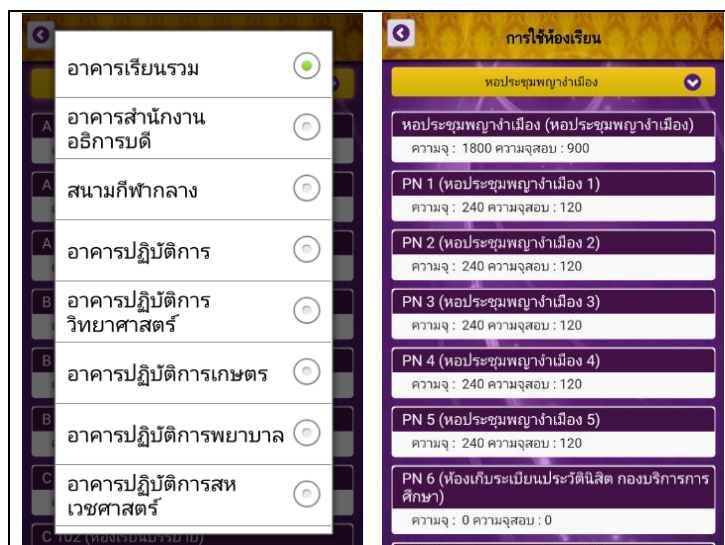 อาคารเรียนรวม
อาคารสำนักงาน
อธิการบดี
สนามกีฬากลาง
อาคารปฏิบัติการ
อาคารปฏิบัติการ
วิทยาศาสตร์
อาคารปฏิบัติการเกษตร
อาคารปฏิบัติการพยาบาล
อาคารปฏิบัติการสห
เวชศาสตร์
A
A
A
B
B
B
C
C 102 (ห้องเรียนบรรยาย)
การใช้ห้องเรียน
หอประชุมพญางำเมือง
หอประชุมพญางำเมือง (หอประชุมพญางำเมือง)
ความจุ : 1800 ความจุสอบ : 900
PN 1 (หอประชุมพญางำเมือง 1)
ความจุ : 240 ความจุสอบ : 120
PN 2 (หอประชุมพญางำเมือง 2)
ความจุ : 240 ความจุสอบ : 120
PN 3 (หอประชุมพญางำเมือง 3)
ความจุ : 240 ความจุสอบ : 120
PN 4 (หอประชุมพญางำเมือง 4)
ความจุ : 240 ความจุสอบ : 120
PN 5 (หอประชุมพญางำเมือง 5)
ความจุ : 240 ความจุสอบ : 120
PN 6 (ห้องเก็บระเบียนประวัตินิสิต กองบริการการ
ศึกษา)
ความจุ : 0 ความจุสอบ : 0